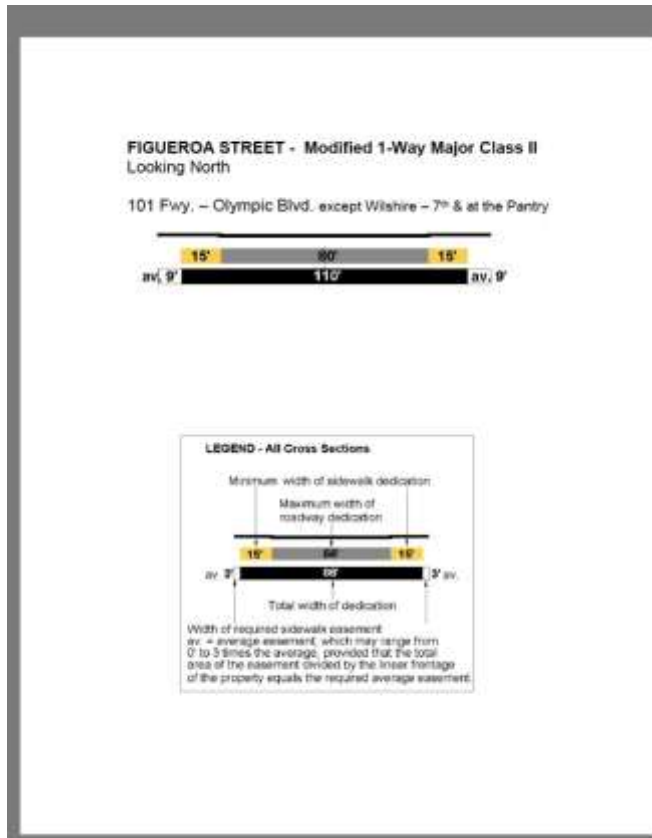 FIGUEROA STREET - Modified 1-Way Major Class II
Looking North
101 Fwy. – Olympic Blvd. except Wilshire – 7th & at the Pantry
15' 80' 15'
av. 9' 110' av. 9'
LEGEND - All Cross Sections
Minimum width of sidewalk dedication
Maximum width of
roadway dedication
15' 15'
av. 3' 86' 3' av.
Total width of dedication
Width of required sidewalk easement
av. = average easement, which may range from
0' to 3 times the average, provided that the total
area of the easement divided by the linear frontage
of the property equals the required average easement.